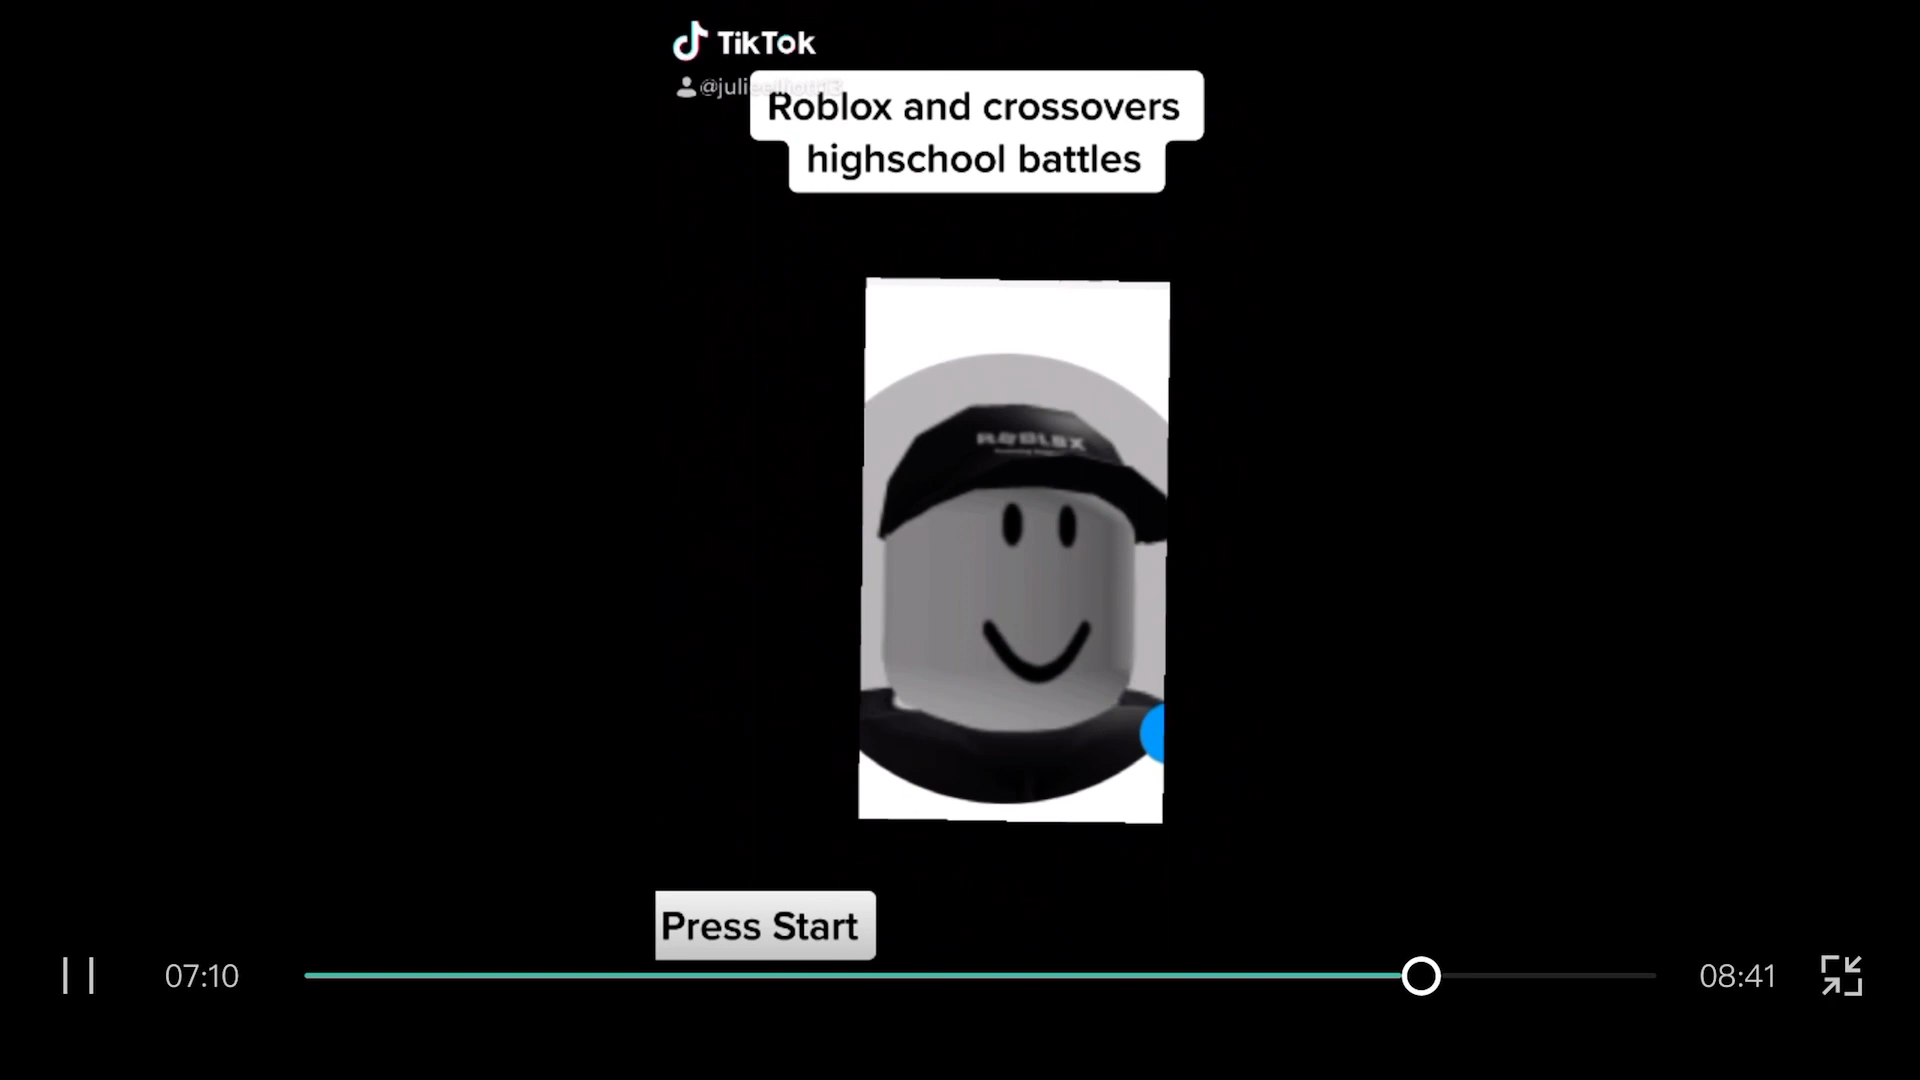 TikTok
Roblox and crossovers
highschool battles
ROBLOX
Press Start
07:10
08:41